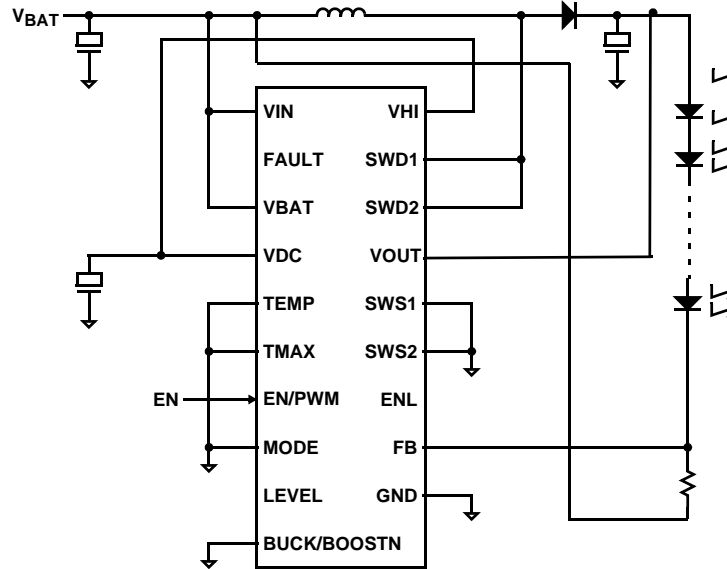 VBAT
VIN VHI
FAULT SWD1
VBAT SWD2
VDC VOUT
TEMP SWS1
TMAX SWS2
EN EN/PWM ENL
MODE FB
LEVEL GND
BUCK/BOOSTN